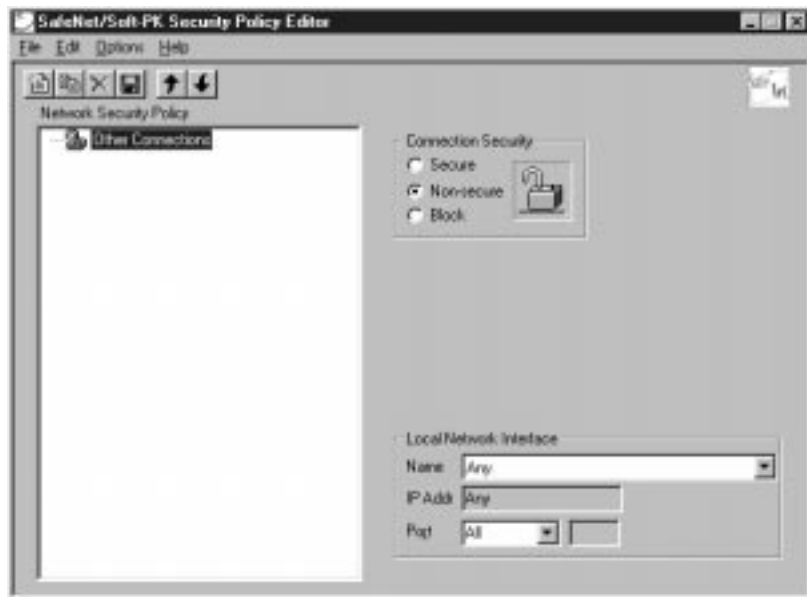 SafeNet/Soft-PK Security Policy Editor
File Edit Options Help
Network Security Policy
Other Connections
Connection Security
Secure
Non-secure
Block
Local Network Interface
Name Any
IP Addr Any
Port All